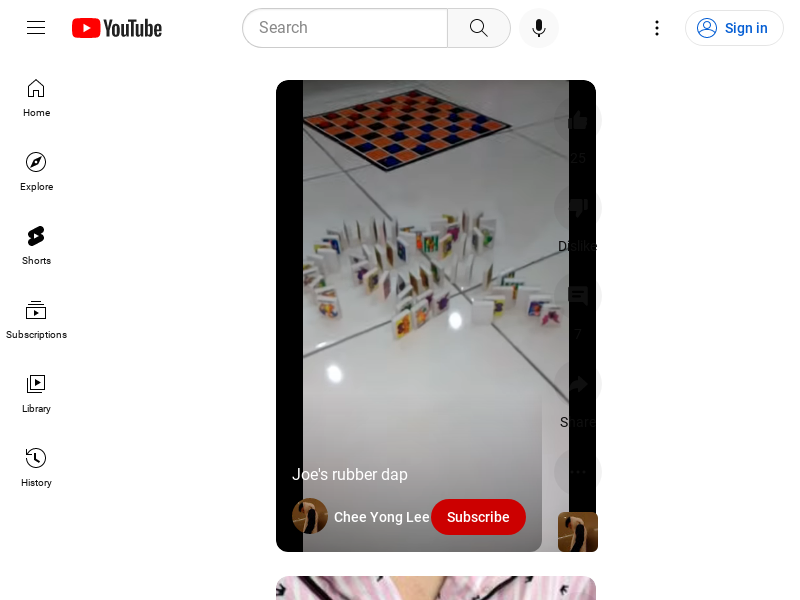 YouTube
Search
Sign in
Home
Explore
Shorts
Subscriptions
Library
History
25
Dislike
7
Share
Joe's rubber dap
Chee Yong Lee
Subscribe